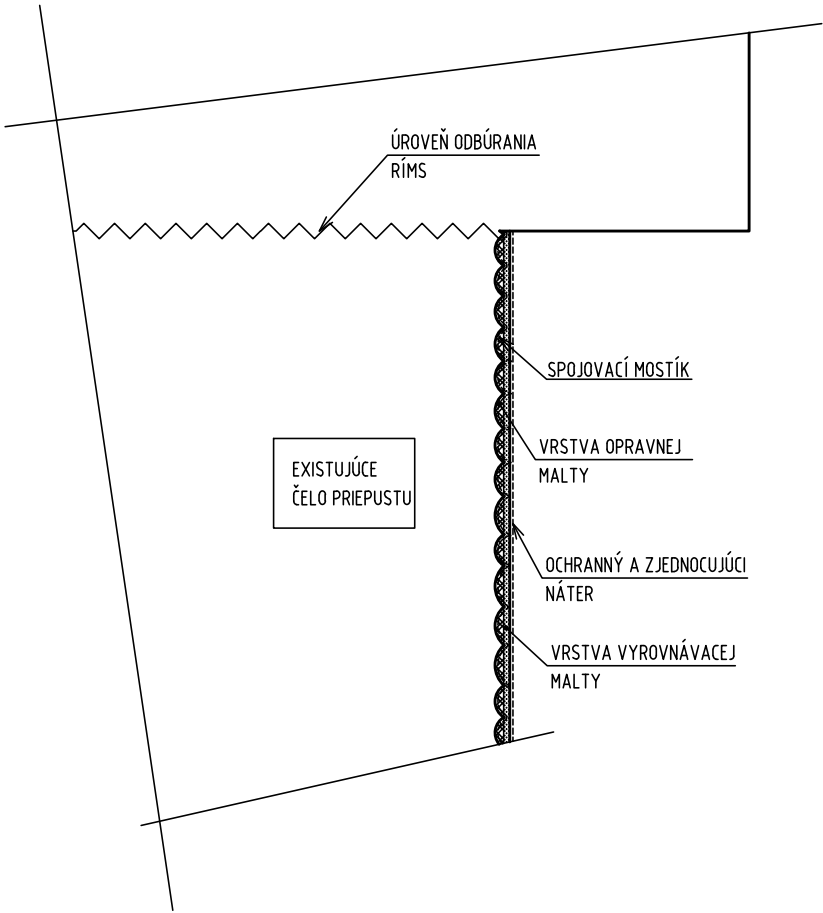 ÚROVEŇ ODBÚRANIA
RÍMS
SPOJOVACÍ MOSTÍK
VRSTVA OPRAVNEJ
MALTY
EXISTUJÚCE
ČELO PRIEPUSTU
OCHRANNÝ A ZJEDNOCUJÚCI
NÁTER
VRSTVA VYROVNÁVACEJ
MALTY